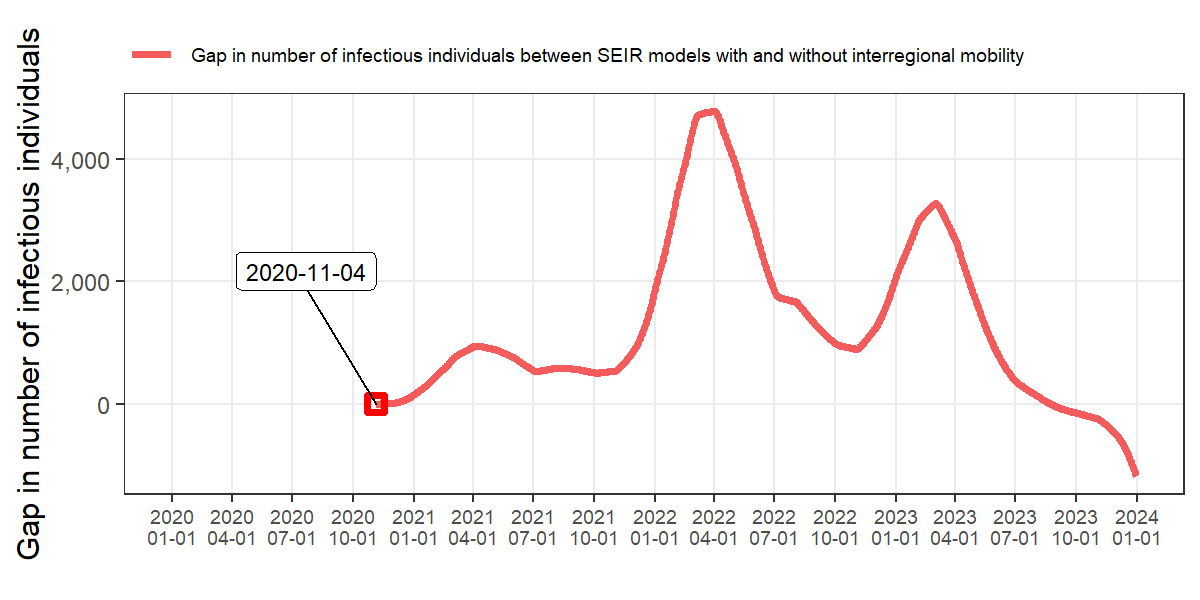 Gap in number of infectious individuals between SEIR models with and without interregional mobility
Gap in number of infectious individuals
4,000
2,000
0
2020-11-04
2020 2020 2020 2020 2021 2021 2021 2021 2022 2022 2022 2022 2023 2023 2023 2023 2024
01-01 04-01 07-01 10-01 01-01 04-01 07-01 10-01 01-01 04-01 07-01 10-01 01-01 04-01 07-01 10-01 01-01